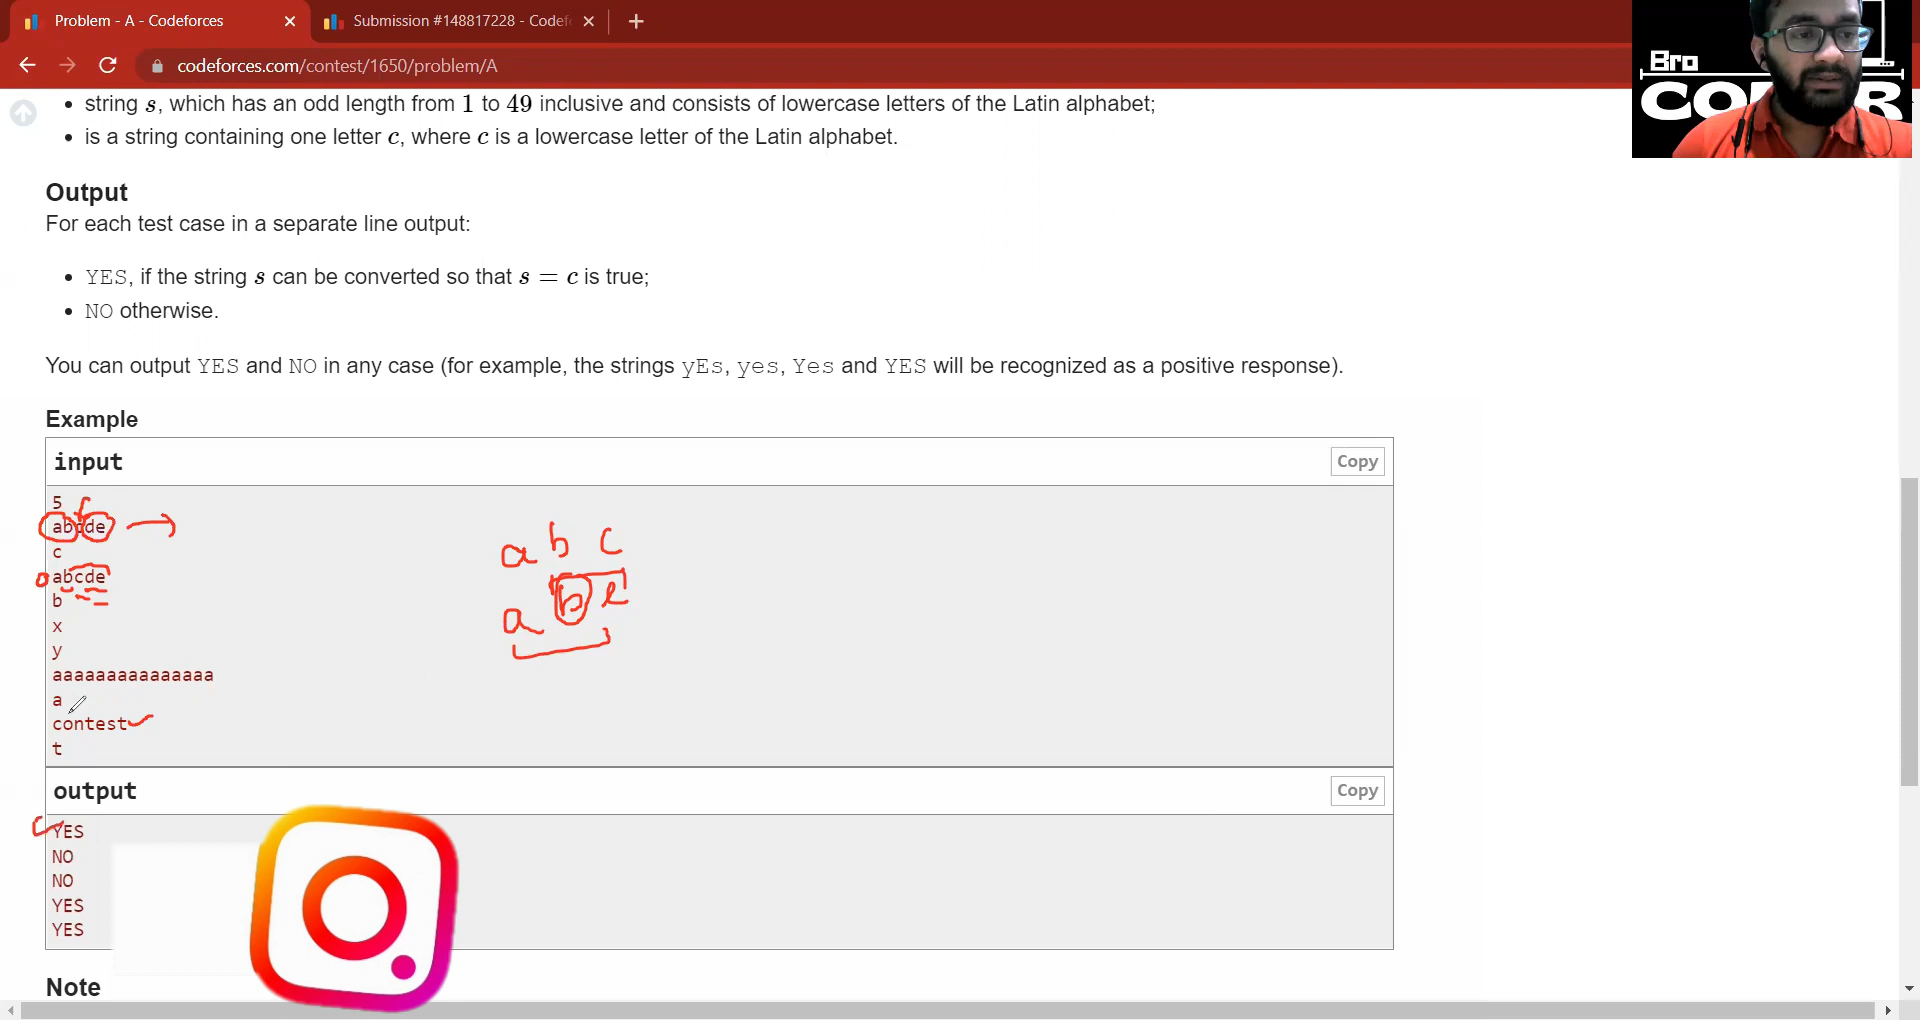 Problem - A - Codeforces
Submission #148817228 - Codef
codeforces.com/contest/1650/problem/A
Bro
string s, which has an odd length from 1 to 49 inclusive and consists of lowercase letters of the Latin alphabet;
is a string containing one letter c, where c is a lowercase letter of the Latin alphabet.
Output
For each test case in a separate line output:
YES, if the string s can be converted so that s = c is true;
NO otherwise.
You can output YES and NO in any case (for example, the strings yEs, yes, Yes and YES will be recognized as a positive response).
Example
input
Copy
5
abcde
c
abcde
b
x
y
aaaaaaaaaaaaaaa
a
contest
t
a b c
a b e
output
Copy
YES
NO
NO
YES
YES
Note